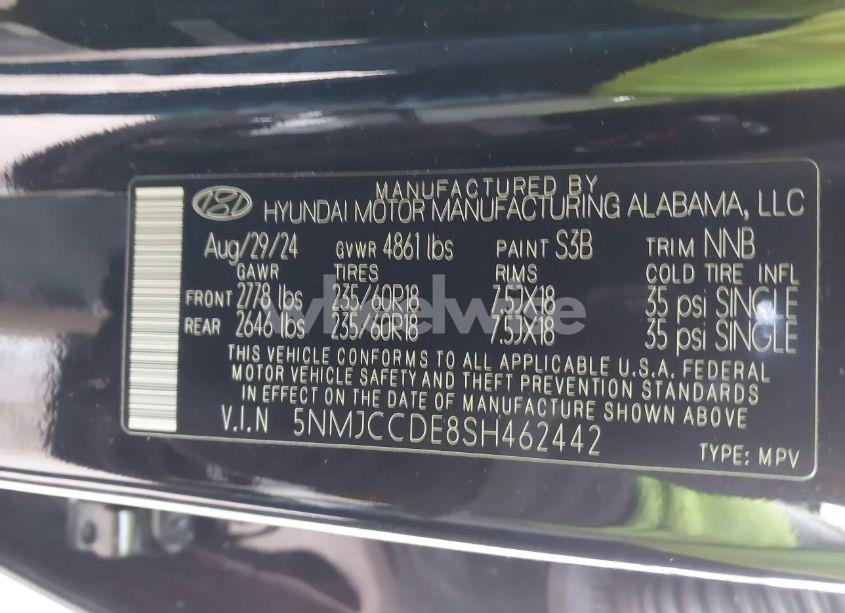 MANUFACTURED BY
HYUNDAI MOTOR MANUFACTURING ALABAMA, LLC
Aug/29/24 GVWR 4861 lbs PAINT S3B TRIM NNB
GAWR TIRES RIMS COLD TIRE INFL
FRONT 2778 lbs 235/60R18 7.5JX18 35 psi SINGLE
REAR 2646 lbs 235/60R18 7.5JX18 35 psi SINGLE
THIS VEHICLE CONFORMS TO ALL APPLICABLE U.S.A. FEDERAL
MOTOR VEHICLE SAFETY AND THEFT PREVENTION STANDARDS
IN EFFECT ON THE DATE OF MANUFACTURE SHOWN ABOVE
V.I.N 5NMJCCDE8SH462442
TYPE: MPV